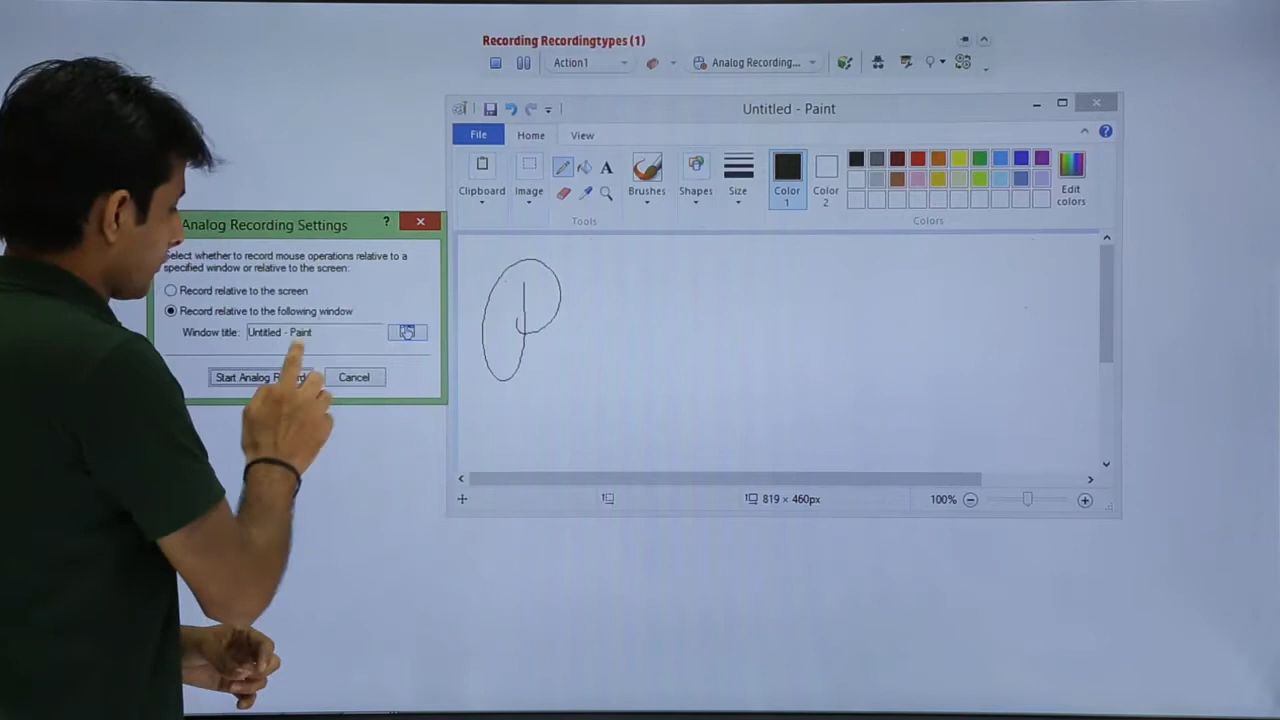 Recording Recordingtypes (1)
Action1
Analog Recording...
Untitled - Paint
File
Home
View
Clipboard
Image
Tools
Brushes
Shapes
Size
Color
1
Color
2
Edit
colors
Colors
Analog Recording Settings
?
Select whether to record mouse operations relative to a
specified window or relative to the screen:
Record relative to the screen
Record relative to the following window
Window title: Untitled - Paint
Start Analog
Cancel
819 × 460px
100%